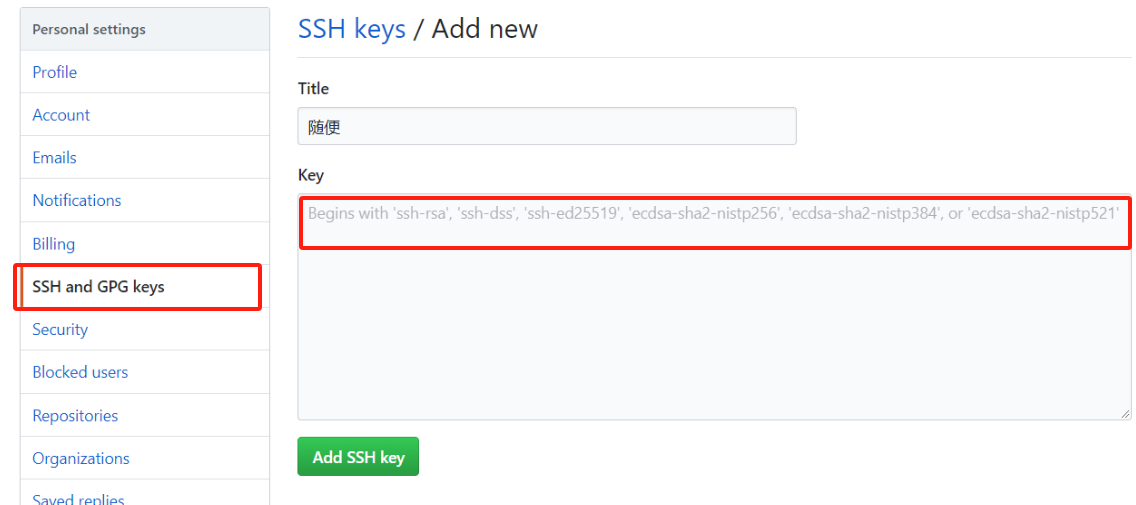 Personal settings
Profile
Account
Emails
Notifications
Billing
SSH and GPG keys
Security
Blocked users
Repositories
Organizations
Saved replies
SSH keys / Add new
Title
随便
Key
Begins with 'ssh-rsa', 'ssh-dss', 'ssh-ed25519', 'ecdsa-sha2-nistp256', 'ecdsa-sha2-nistp384', or 'ecdsa-sha2-nistp521'
Add SSH key